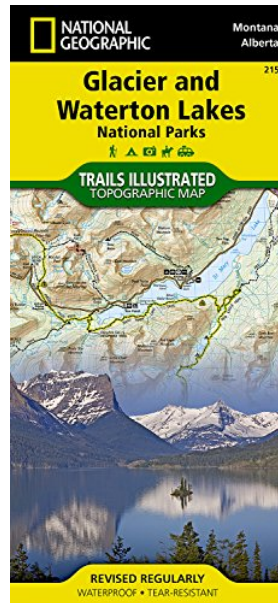 NATIONAL
GEOGRAPHIC
Montana
Alberta
215
Glacier and
Waterton Lakes
National Parks
TRAILS ILLUSTRATED
TOPOGRAPHIC MAP
REVISED REGULARLY
WATERPROOF • TEAR-RESISTANT